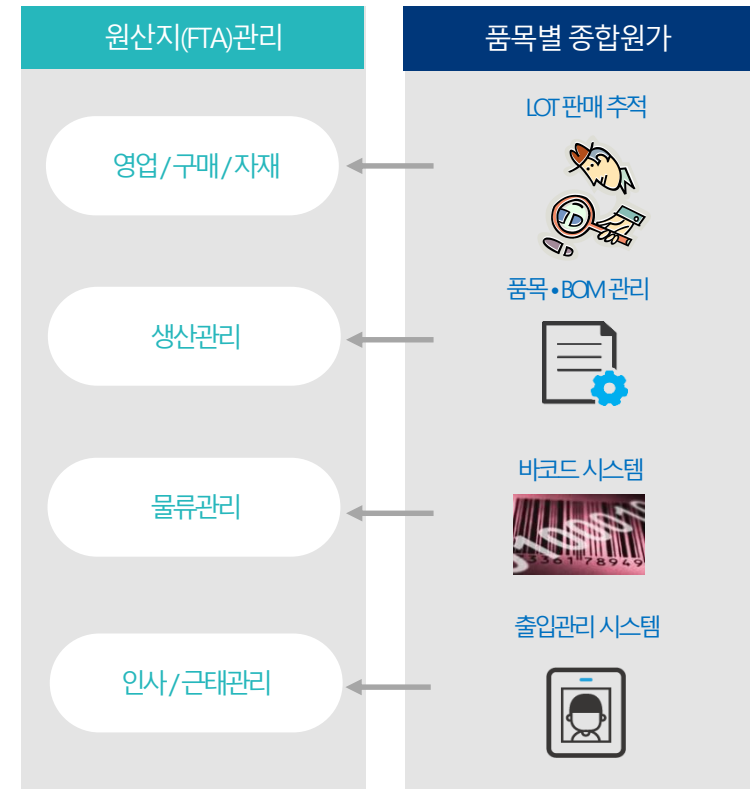 원산지(FTA)관리
품목별 종합원가
영업/구매/자재
LOT 판매 추적
생산관리
품목•BOM 관리
물류관리
바코드 시스템
인사/근태관리
출입관리 시스템